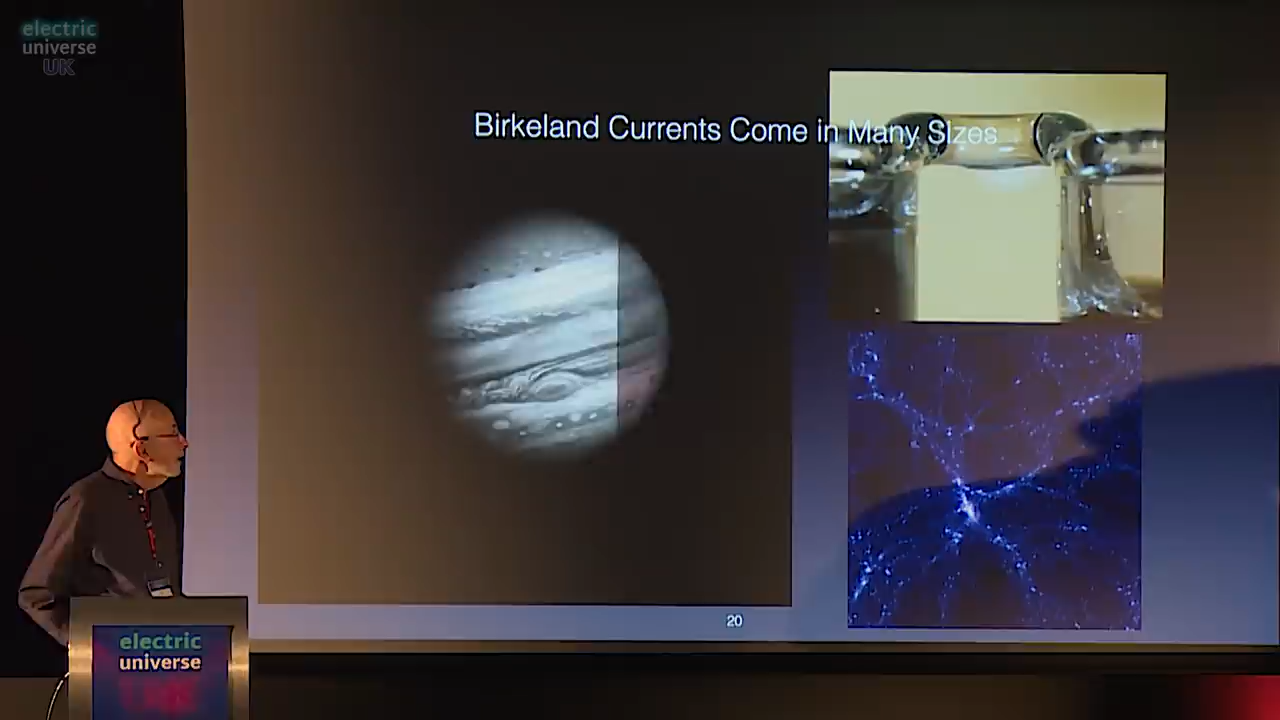 electric
universe
UK
Birkeland Currents Come in Many Sizes
20
electric
universe